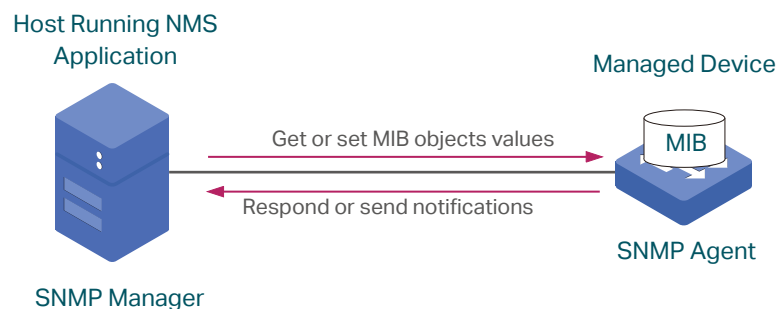 Host Running NMS
Application
Managed Device
MIB
Get or set MIB objects values
Respond or send notifications
SNMP Agent
SNMP Manager